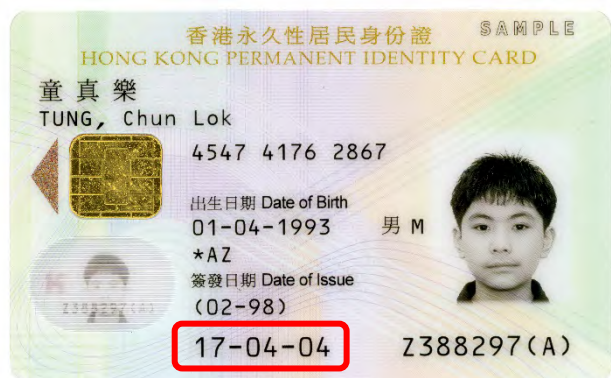 SAMPLE
香港永久性居民身份證
HONG KONG PERMANENT IDENTITY CARD
童真樂
TUNG, Chun Lok
4547 4176 2867
出生日期 Date of Birth
01-04-1993 男 M
*AZ
簽發日期 Date of Issue
(02-98)
Z388297(A)
17-04-04 Z388297(A)